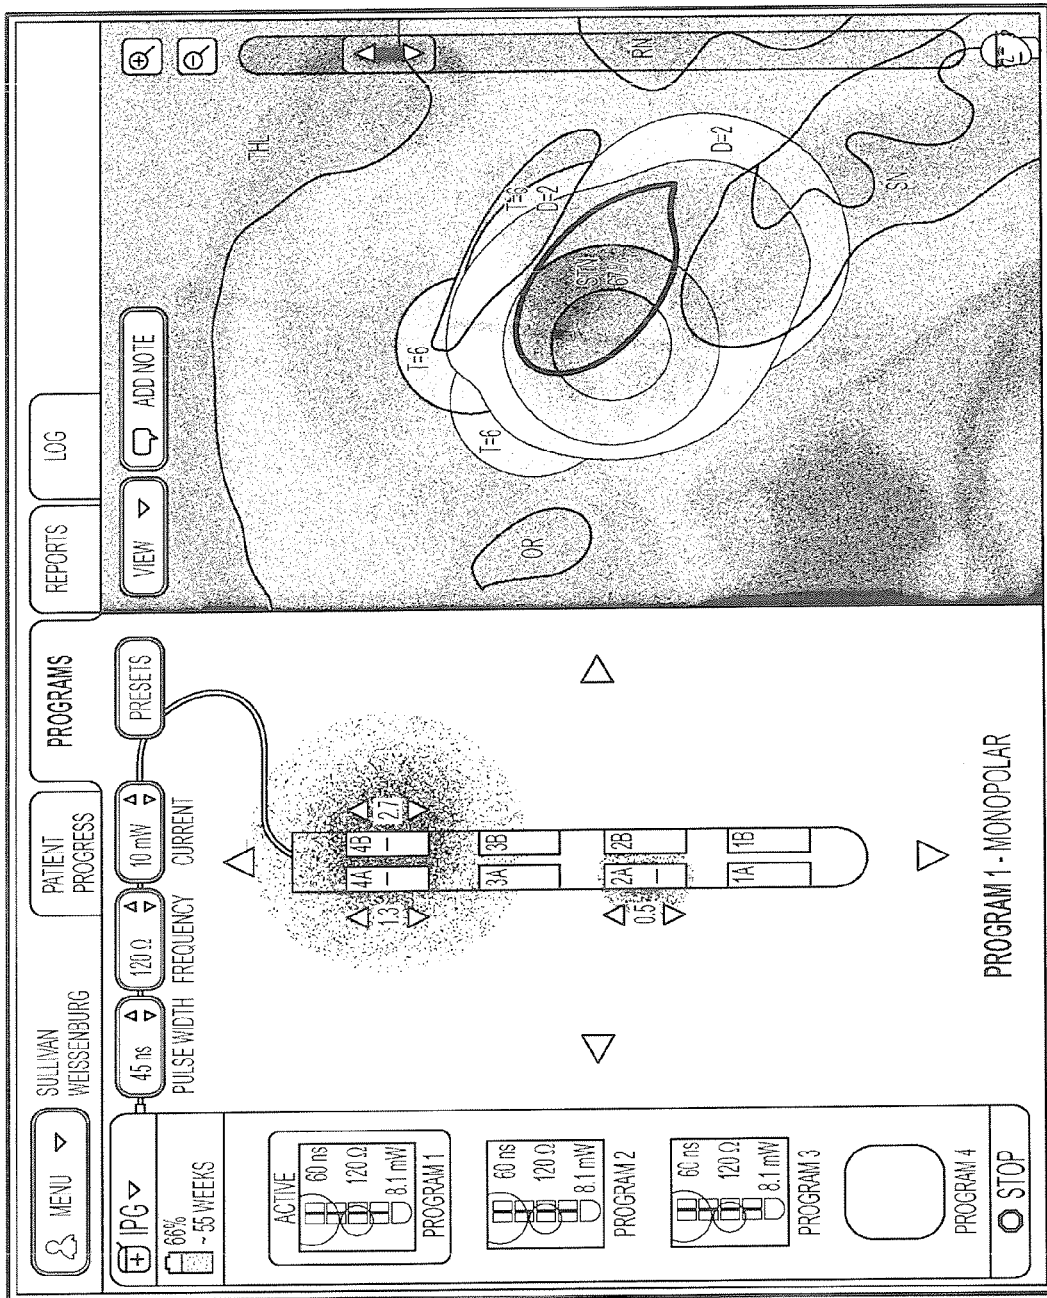 MENU
SULLIVAN
WEISSENBURG
PATIENT
PROGRESS
PROGRAMS
REPORTS
LOG
IPG
66%
~ 55 WEEKS
45 ns
120 Ω
10 mW
PRESETS
PULSE WIDTH
FREQUENCY
CURRENT
VIEW
ADD NOTE
ACTIVE
60 ns
120 Ω
8.1 mW
PROGRAM 1
60 ns
120 Ω
8.1 mW
PROGRAM 2
60 ns
120 Ω
8.1 mW
PROGRAM 3
PROGRAM 4
STOP
1.3
4A
4B
2.7
3A
3B
0.5
2A
2B
1A
1B
PROGRAM 1 - MONOPOLAR
THL
T=6
T=6
T=6
D=2
STN
OR
D=2
SN
RN